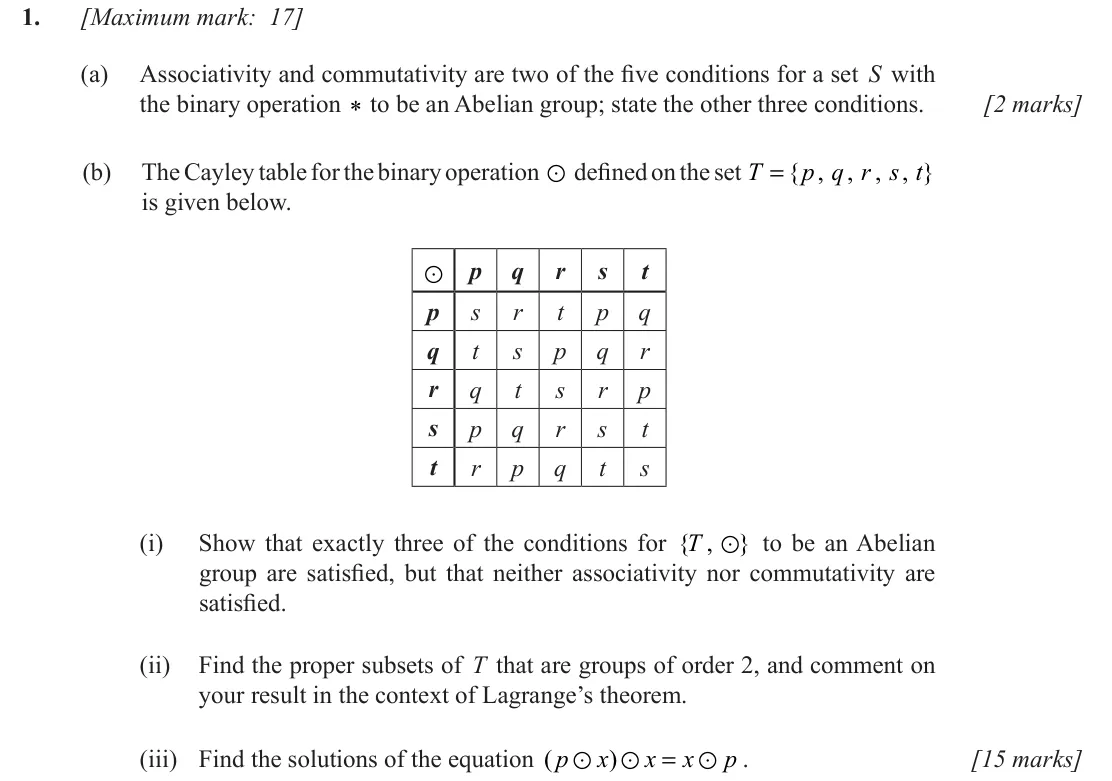 1. [Maximum mark: 17]
(a) Associativity and commutativity are two of the five conditions for a set S with
the binary operation ∗ to be an Abelian group; state the other three conditions. [2 marks]
(b) The Cayley table for the binary operation ⊙ defined on the set T = {p, q, r, s, t}
is given below.
⊙ p q r s t
p s r t p q
q t s p q r
r q t s r p
s p q r s t
t r p q t s
(i) Show that exactly three of the conditions for {T, ⊙} to be an Abelian
group are satisfied, but that neither associativity nor commutativity are
satisfied.
(ii) Find the proper subsets of T that are groups of order 2, and comment on
your result in the context of Lagrange’s theorem.
(iii) Find the solutions of the equation (p ⊙ x) ⊙ x = x ⊙ p. [15 marks]